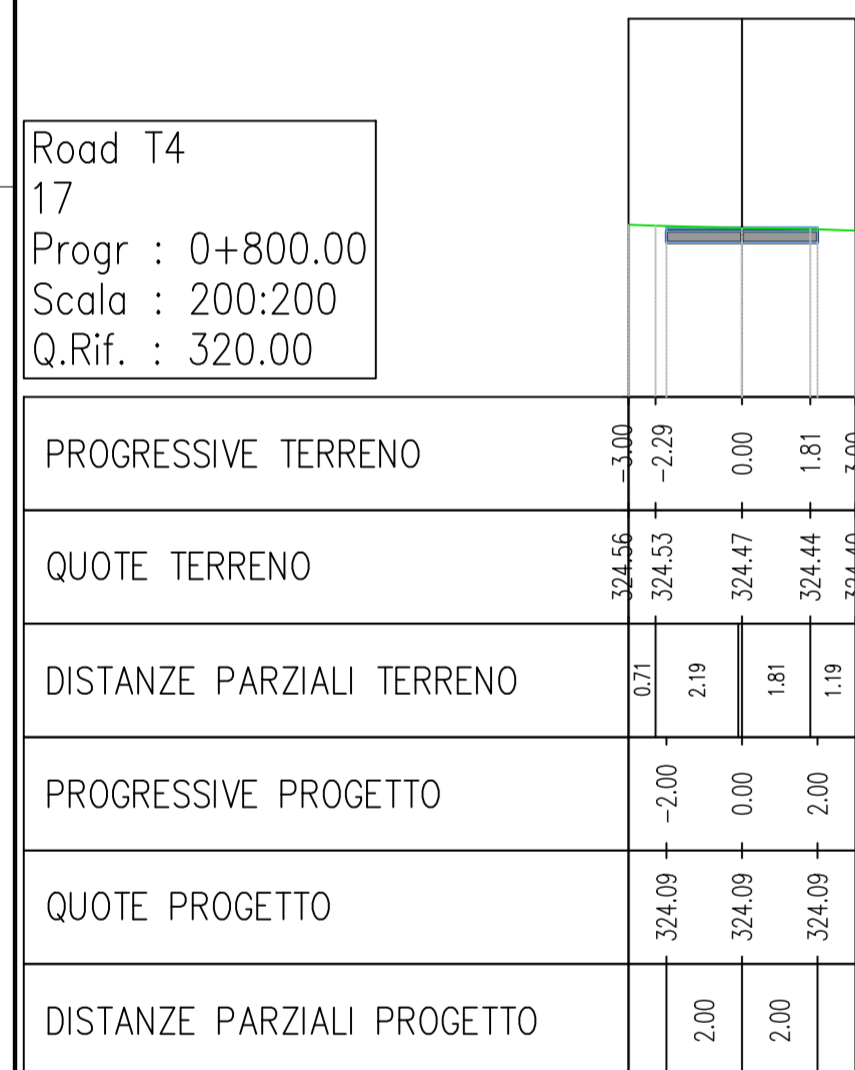 Road T4
17
Progr : 0+800.00
Scala : 200:200
Q.Rif. : 320.00
PROGRESSIVE TERRENO -3.00 -2.29 0.00 1.81
QUOTE TERRENO 324.56 324.53 324.47 324.44
DISTANZE PARZIALI TERRENO 0.71 2.19 1.81 1.19
PROGRESSIVE PROGETTO -2.00 0.00 2.00
QUOTE PROGETTO 324.09 324.09 324.09
DISTANZE PARZIALI PROGETTO 2.00 2.00